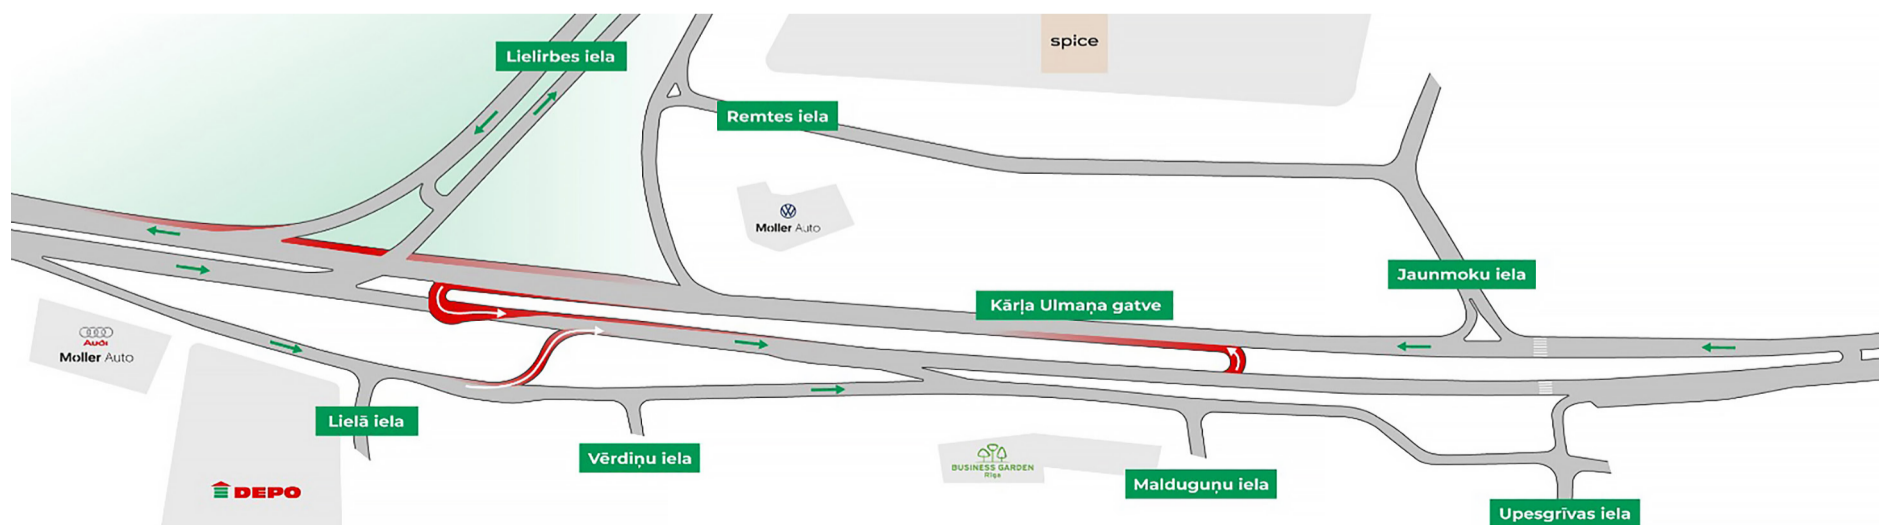 Lielirbes iela
spice
Remtes iela
Moller Auto
Jaunmoku iela
Kārļa Ulmaņa gatve
Audi
Moller Auto
Lielā iela
Vērdiņu iela
BUSINESS GARDEN
Rīga
Malduguņu iela
DEPO
Upesgrīvas iela